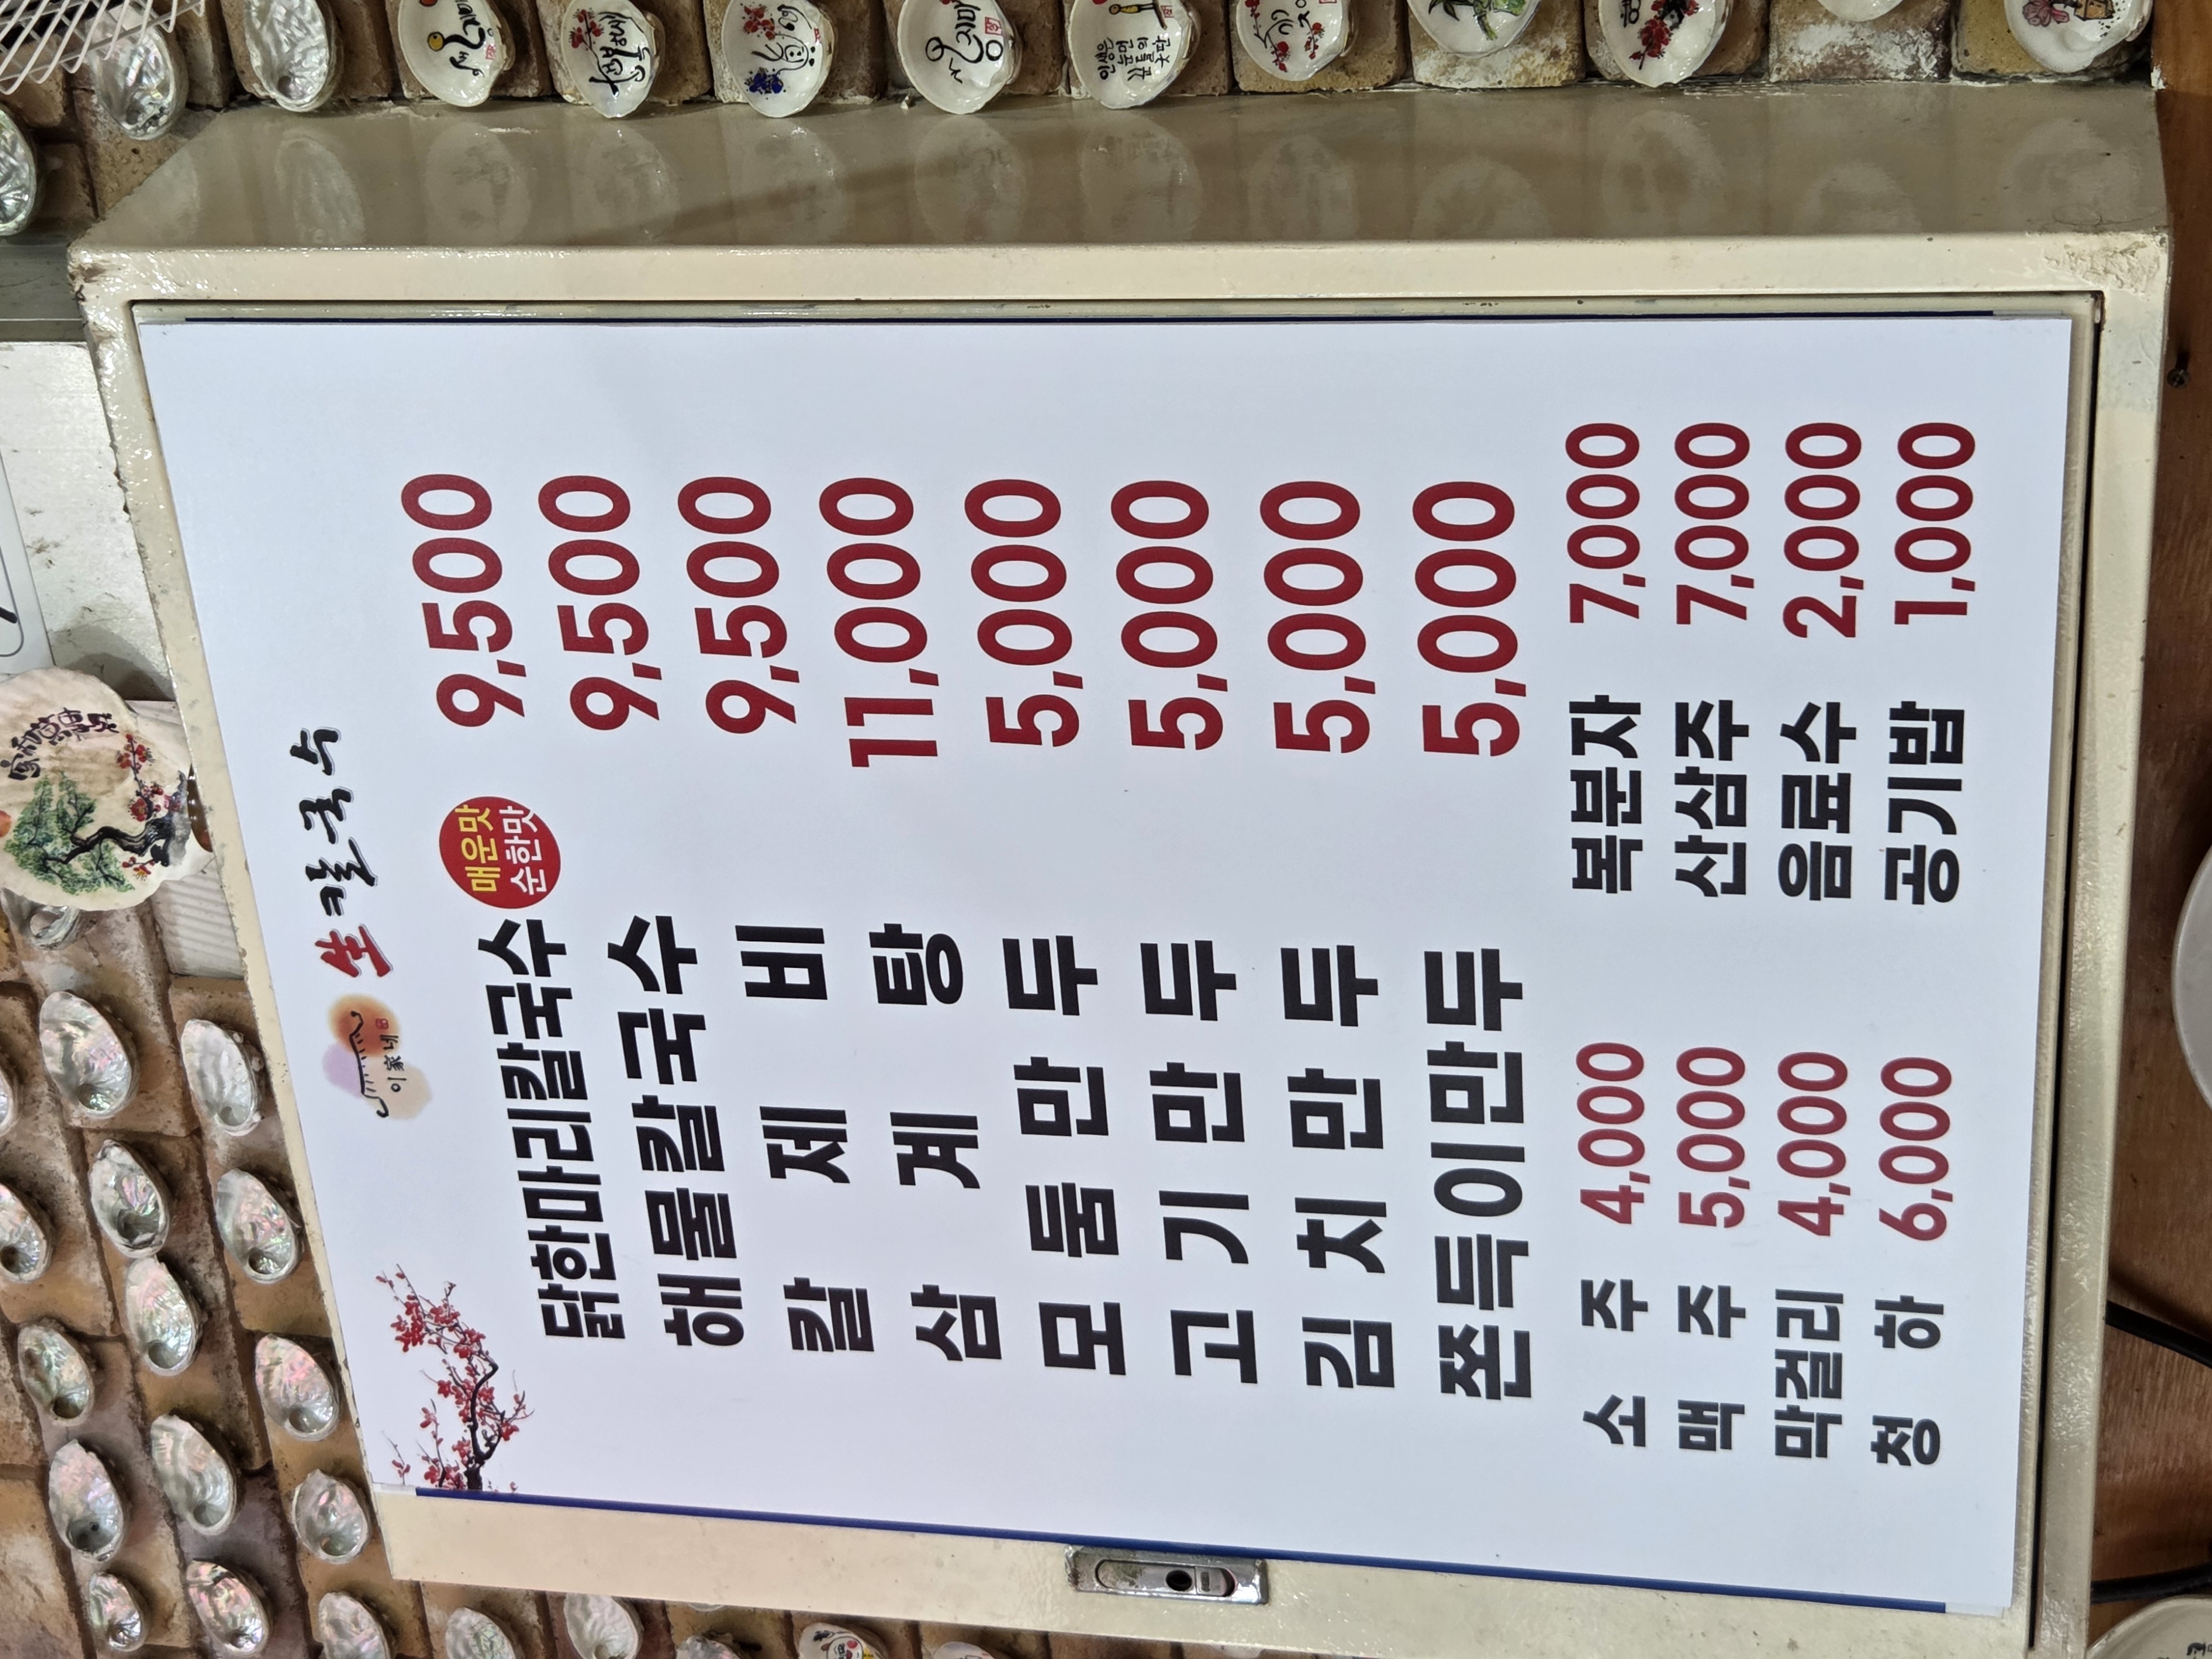 이家네 生칼국수
닭한마리칼국수 매운맛 순한맛 9,500
해물칼국수 9,500
칼제비 9,500
삼계탕 11,000
모둠만두 5,000
고기만두 5,000
김치만두 5,000
쫀득이만두 5,000
소주 4,000 복분자 7,000
맥주 5,000 산삼주 7,000
막걸리 4,000 음료수 2,000
청하 6,000 공기밥 1,000